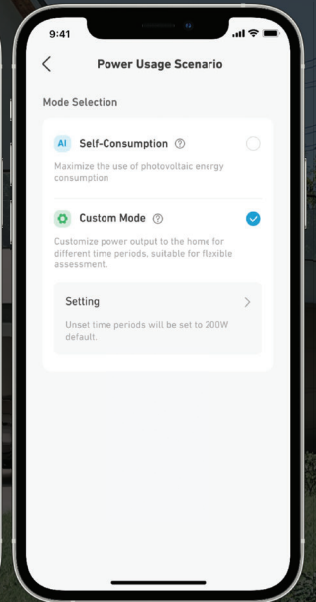 9:41
Power Usage Scenario
Mode Selection
AI Self-Consumption ?
Maximize the use of photovoltaic energy
consumption
Custom Mode ?
Customize power output to the home for
different time periods, suitable for flexible
assessment.
Setting
Unset time periods will be set to 200W
default.